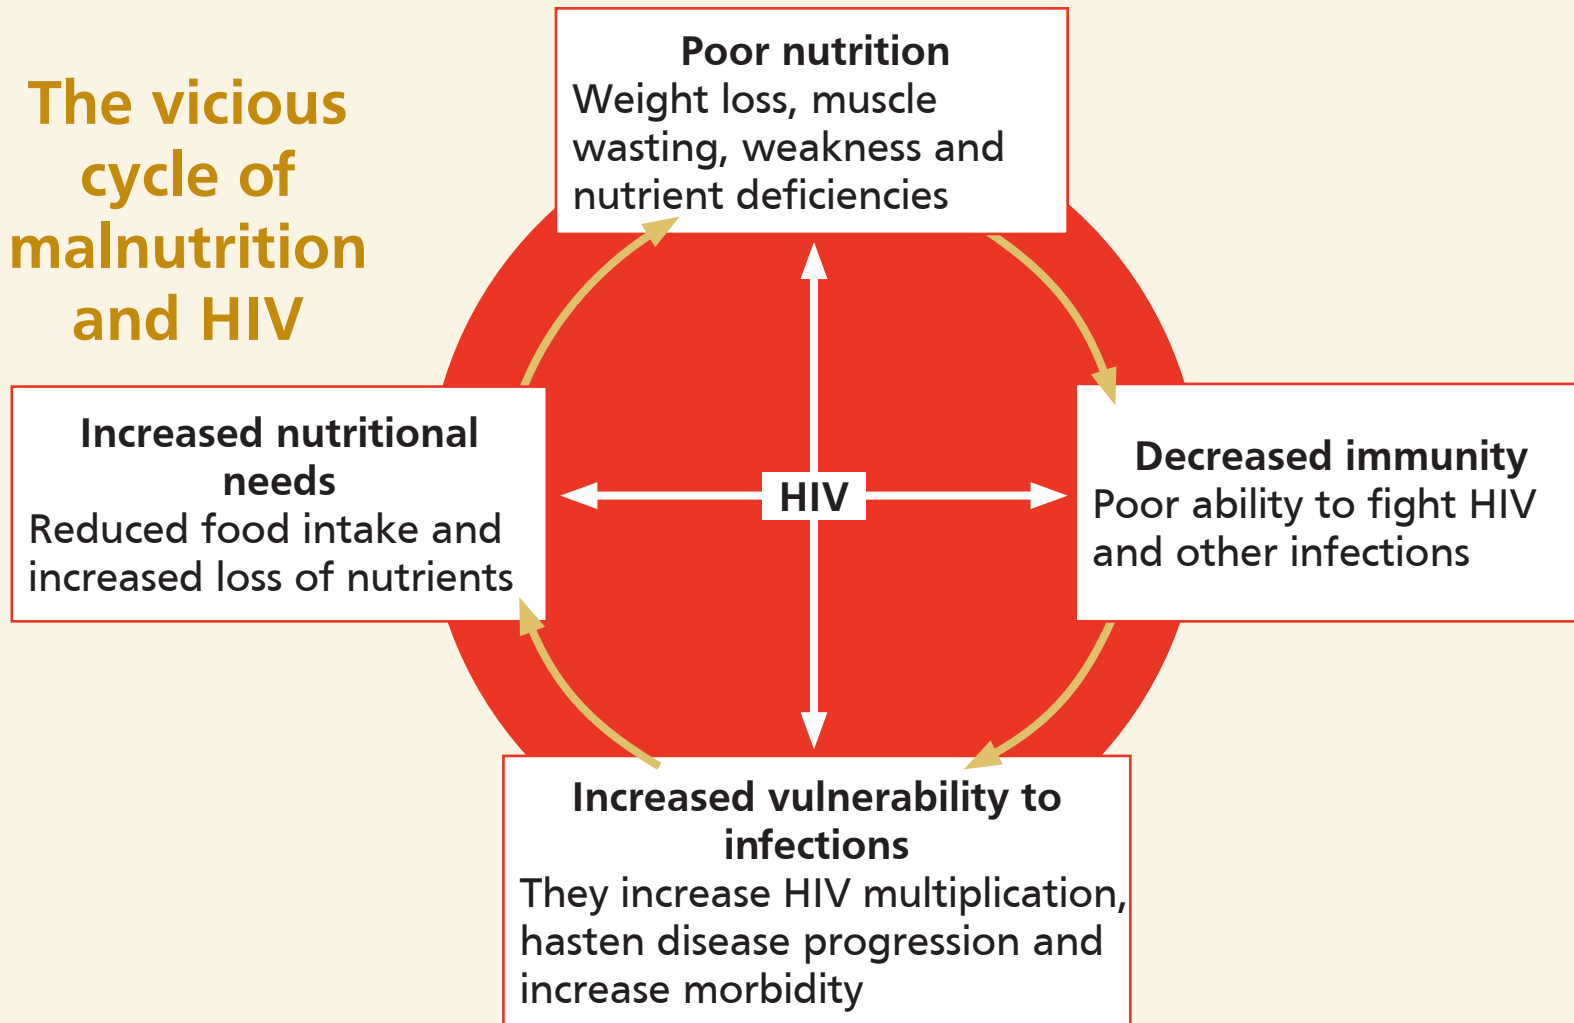 The vicious
cycle of
malnutrition
and HIV
Poor nutrition
Weight loss, muscle
wasting, weakness and
nutrient deficiencies
Increased nutritional
needs
Reduced food intake and
increased loss of nutrients
HIV
Decreased immunity
Poor ability to fight HIV
and other infections
Increased vulnerability to
infections
They increase HIV multiplication,
hasten disease progression and
increase morbidity